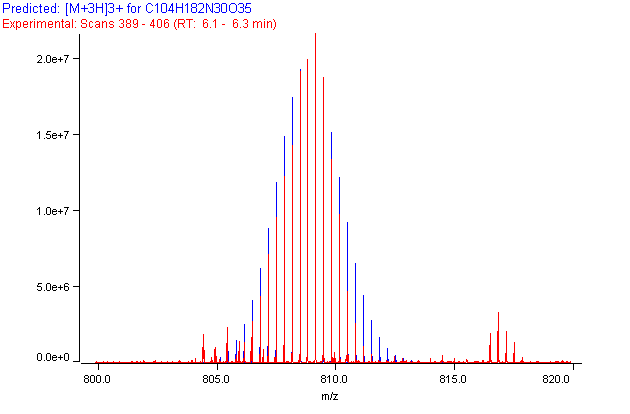 Predicted: [M+3H]3+ for C104H182N30O35
Experimental: Scans 389 - 406 (RT: 6.1 - 6.3 min)
2.0e+7
1.5e+7
1.0e+7
5.0e+6
0.0e+0
800.0 805.0 810.0 815.0 820.0
m/z